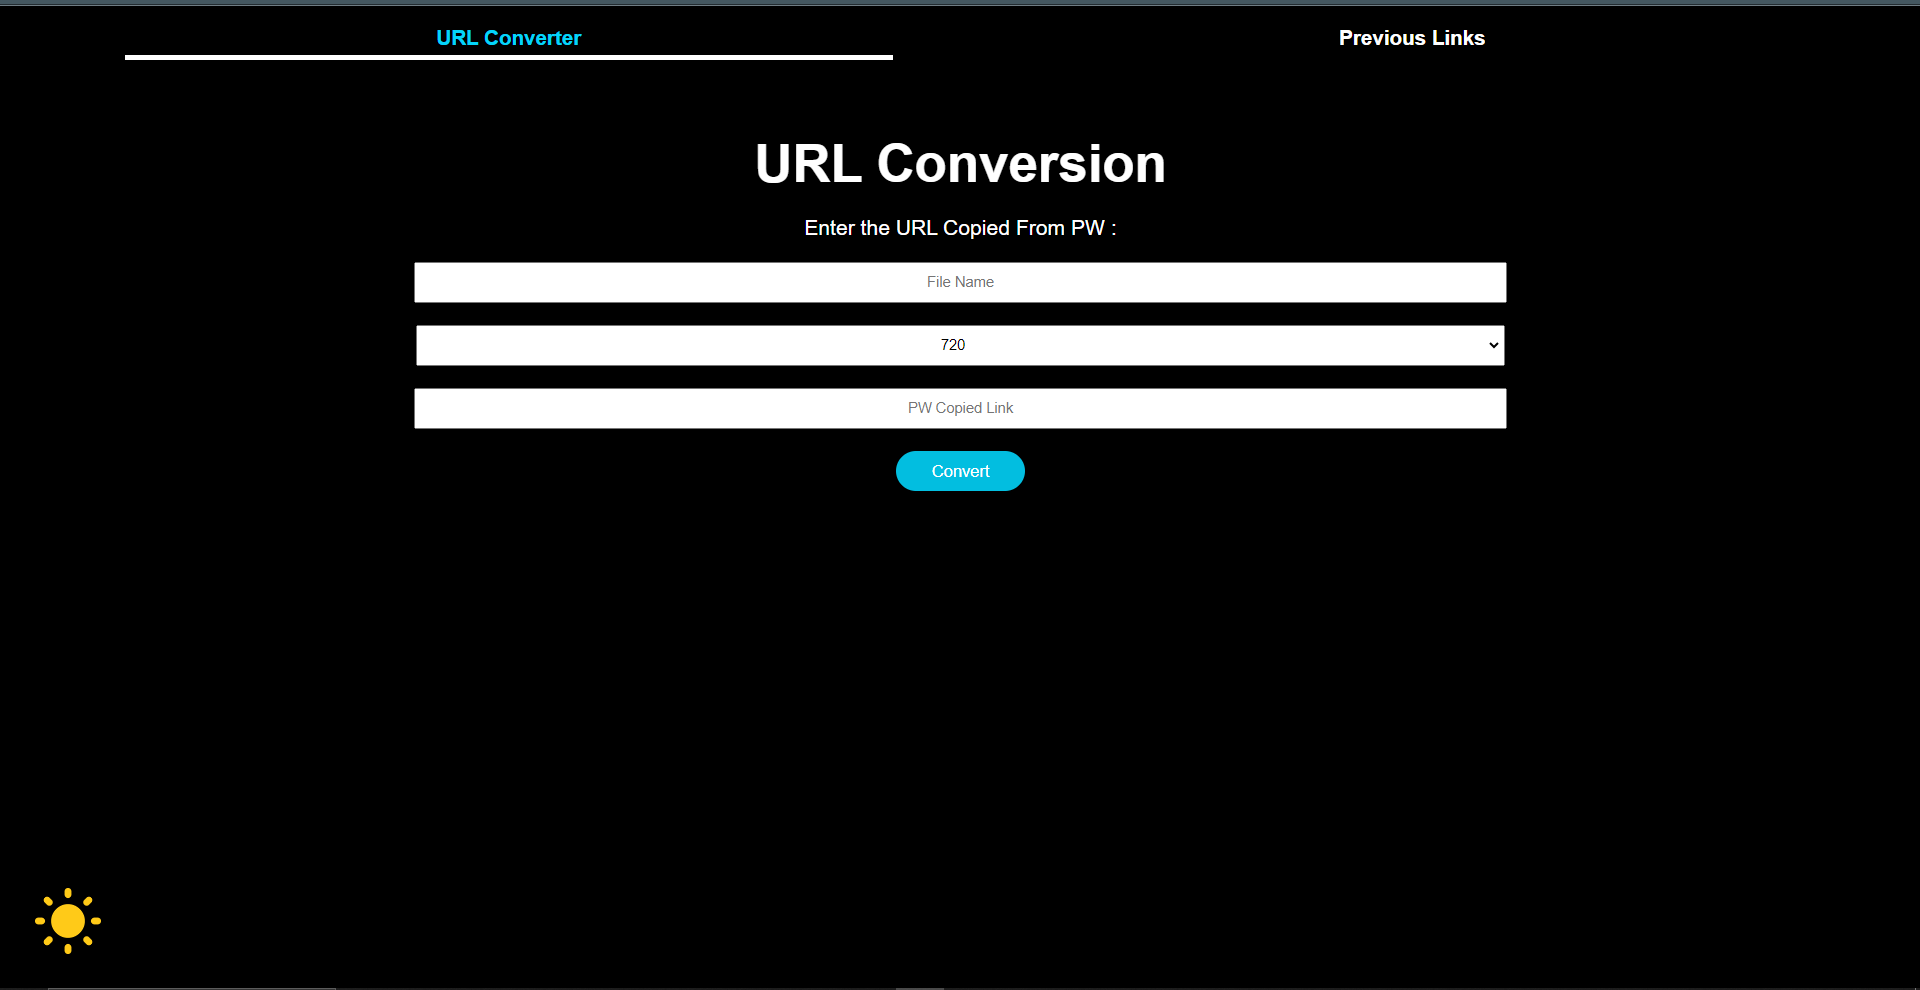 URL Converter
Previous Links
URL Conversion
Enter the URL Copied From PW :
File Name
720
PW Copied Link
Convert